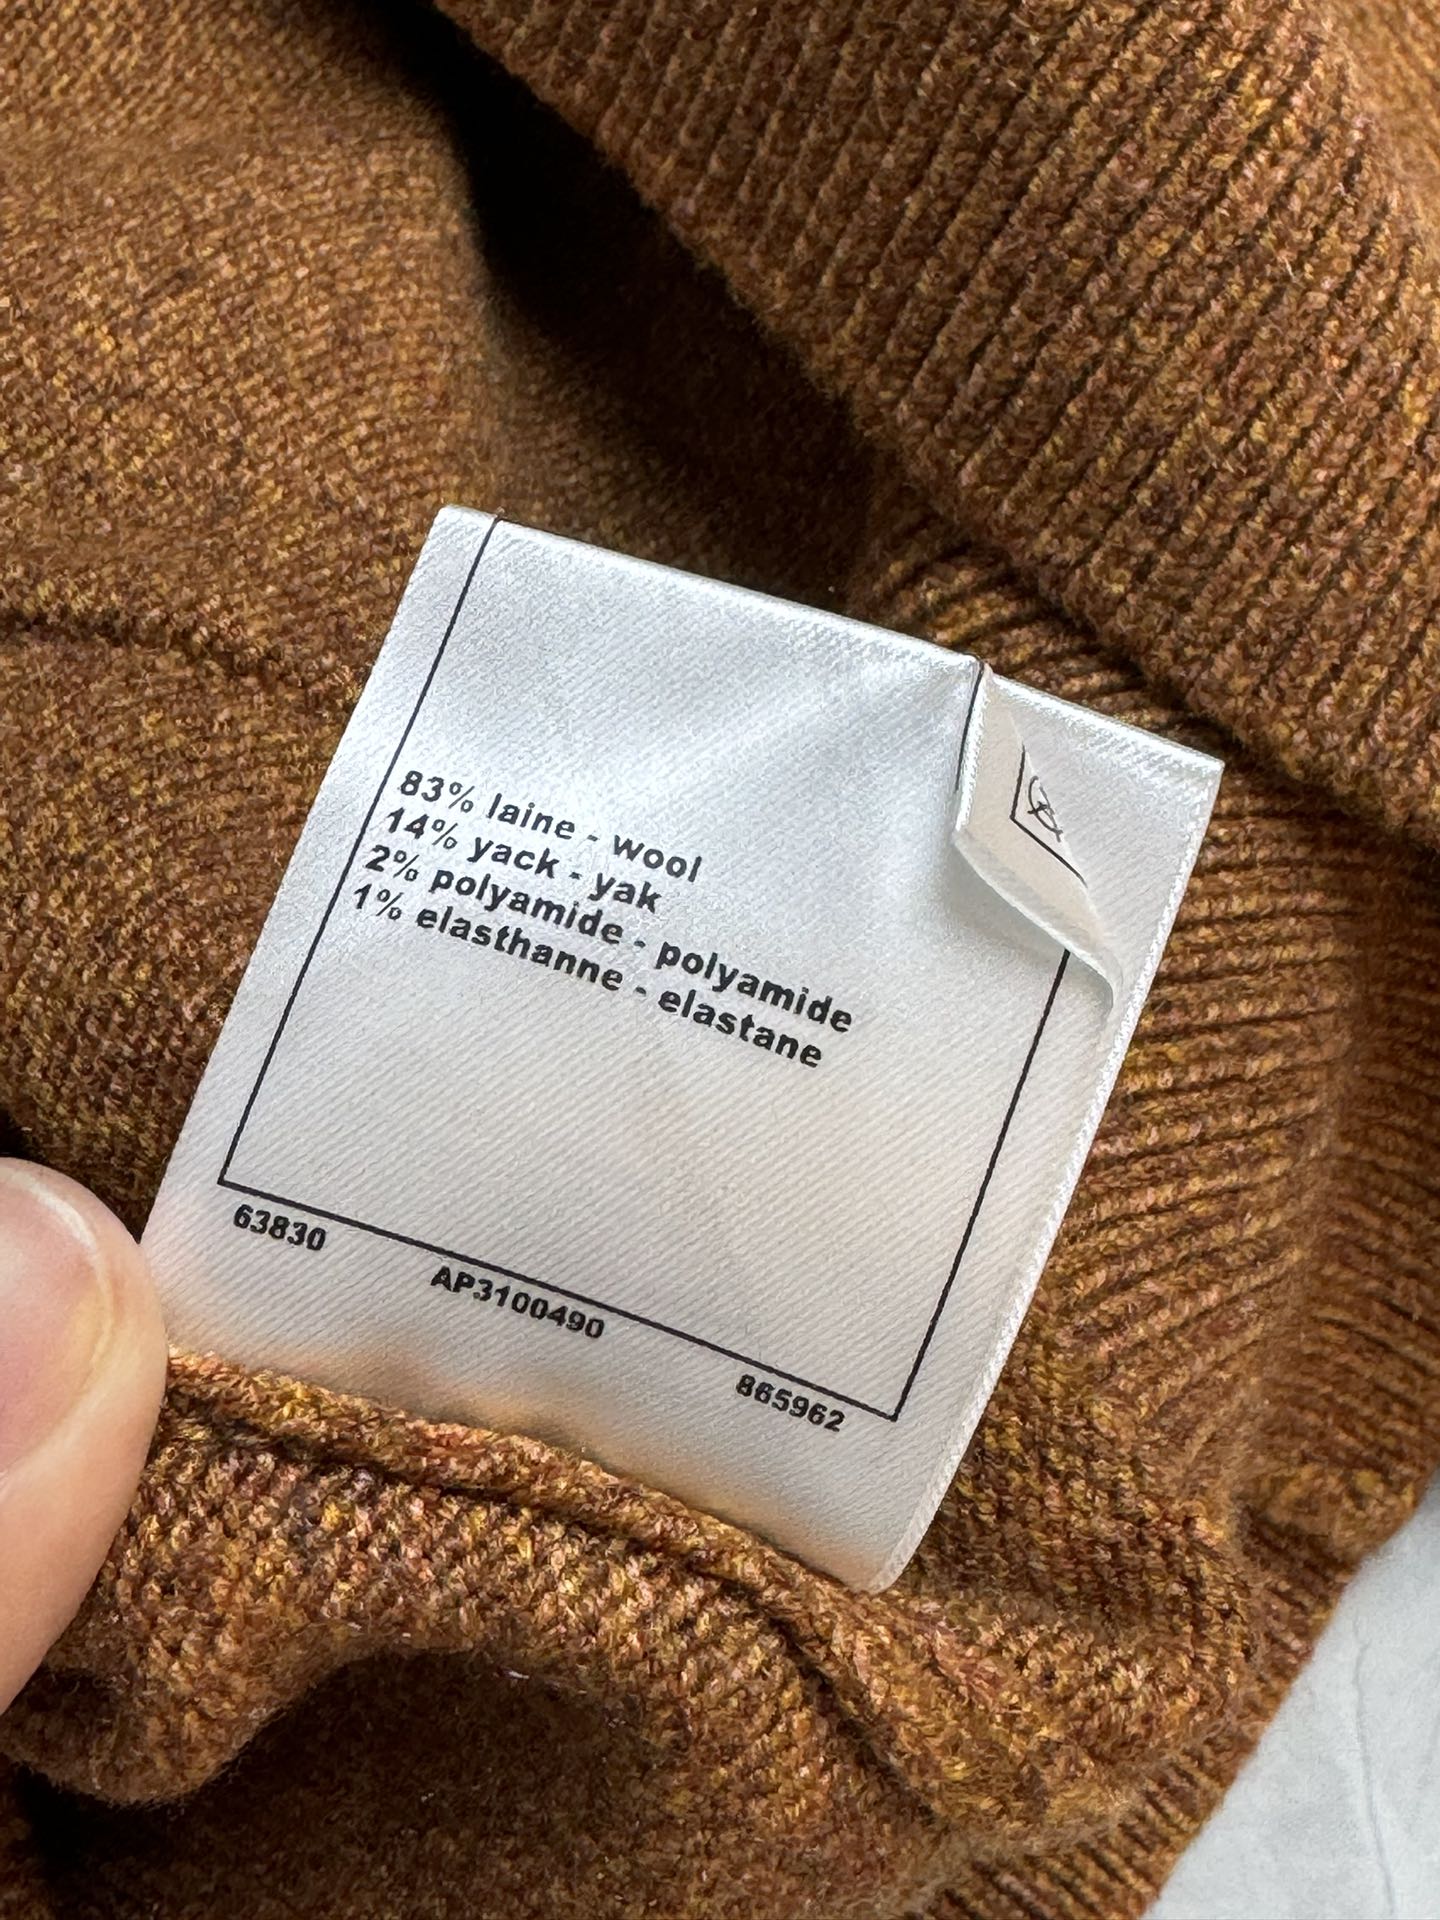 83% laine - wool
14% yack - yak
2% polyamide - polyamide
1% elasthanne - elastane
63830
AP3100490
865962